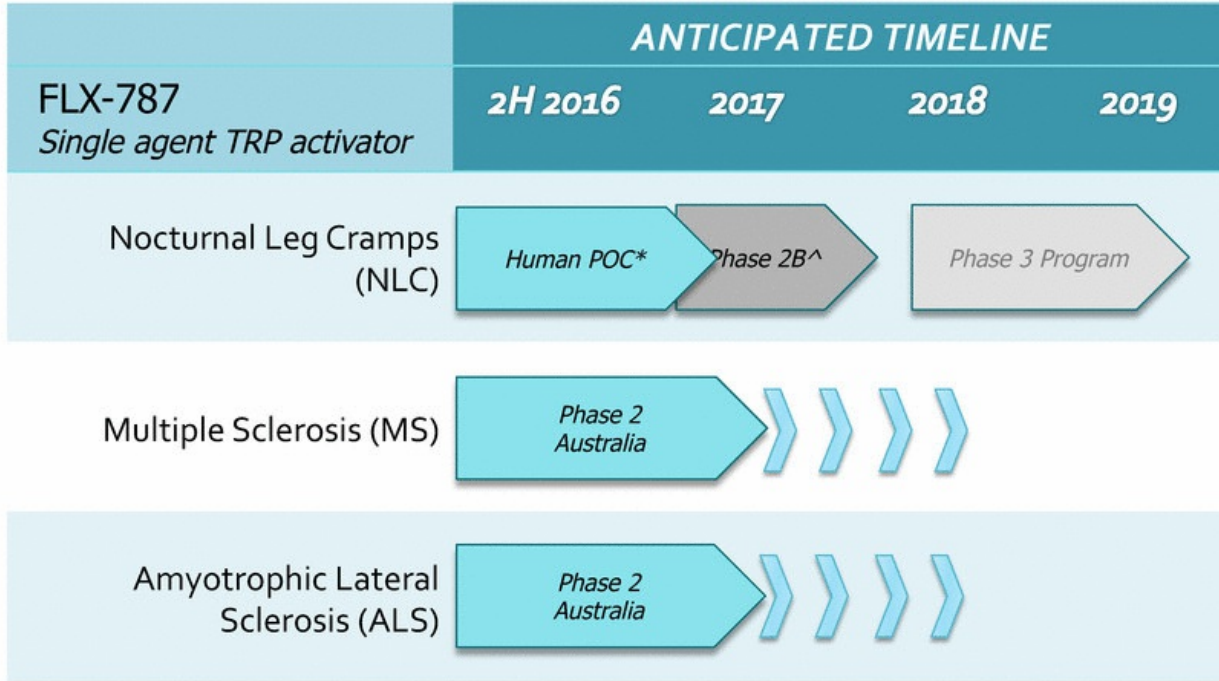 ANTICIPATED TIMELINE
FLX-787
Single agent TRP activator
2H 2016 2017 2018 2019
Nocturnal Leg Cramps
(NLC)
Human POC*
Phase 2B^
Phase 3 Program
Multiple Sclerosis (MS)
Phase 2
Australia
Amyotrophic Lateral
Sclerosis (ALS)
Phase 2
Australia